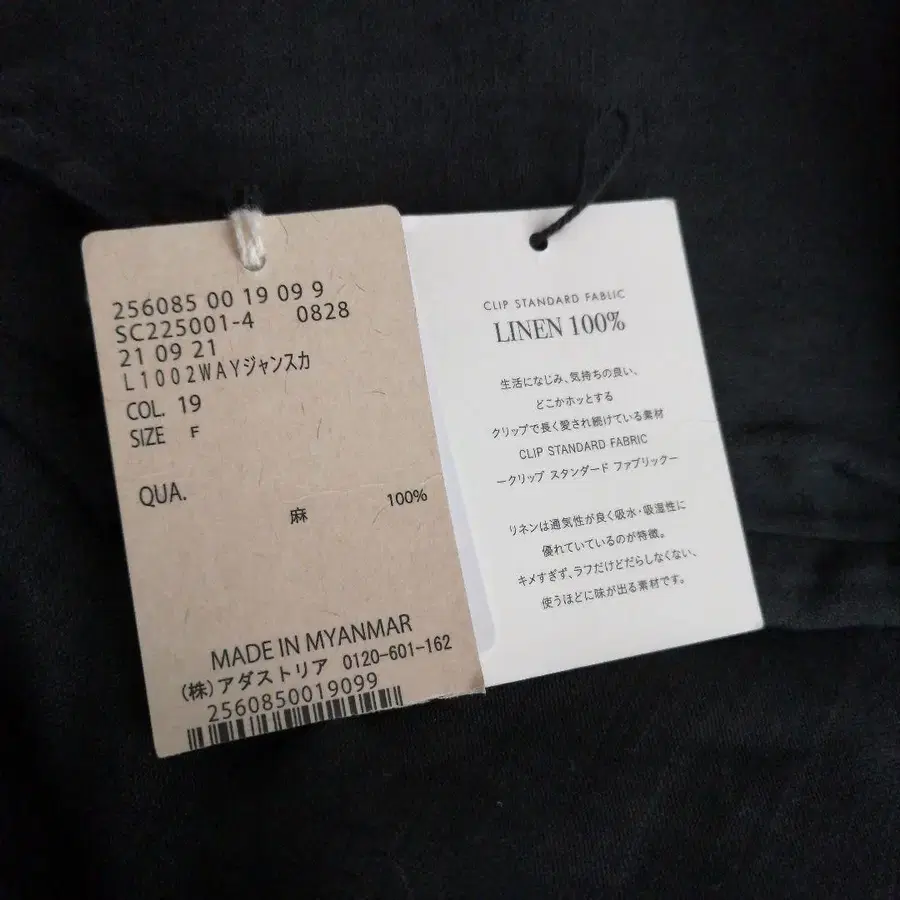 256085 00 19 09 9
SC225001-4 0828
21 09 21
L1002WAYジャンスカ
COL. 19
SIZE F
QUA.
麻 100%
MADE IN MYANMAR
(株)アダストリア 0120-601-162
2560850019099
CLIP STANDARD FABLIC
LINEN 100%
生活になじみ、気持ちの良い、
どこかホッとする
クリップで長く愛され続けている素材
CLIP STANDARD FABRIC
ークリップ スタンダード ファブリックー
リネンは通気性が良く吸水・吸湿性に
優れていているのが特徴。
キメすぎず、ラフだけどだらしなくない、
使うほどに味が出る素材です。